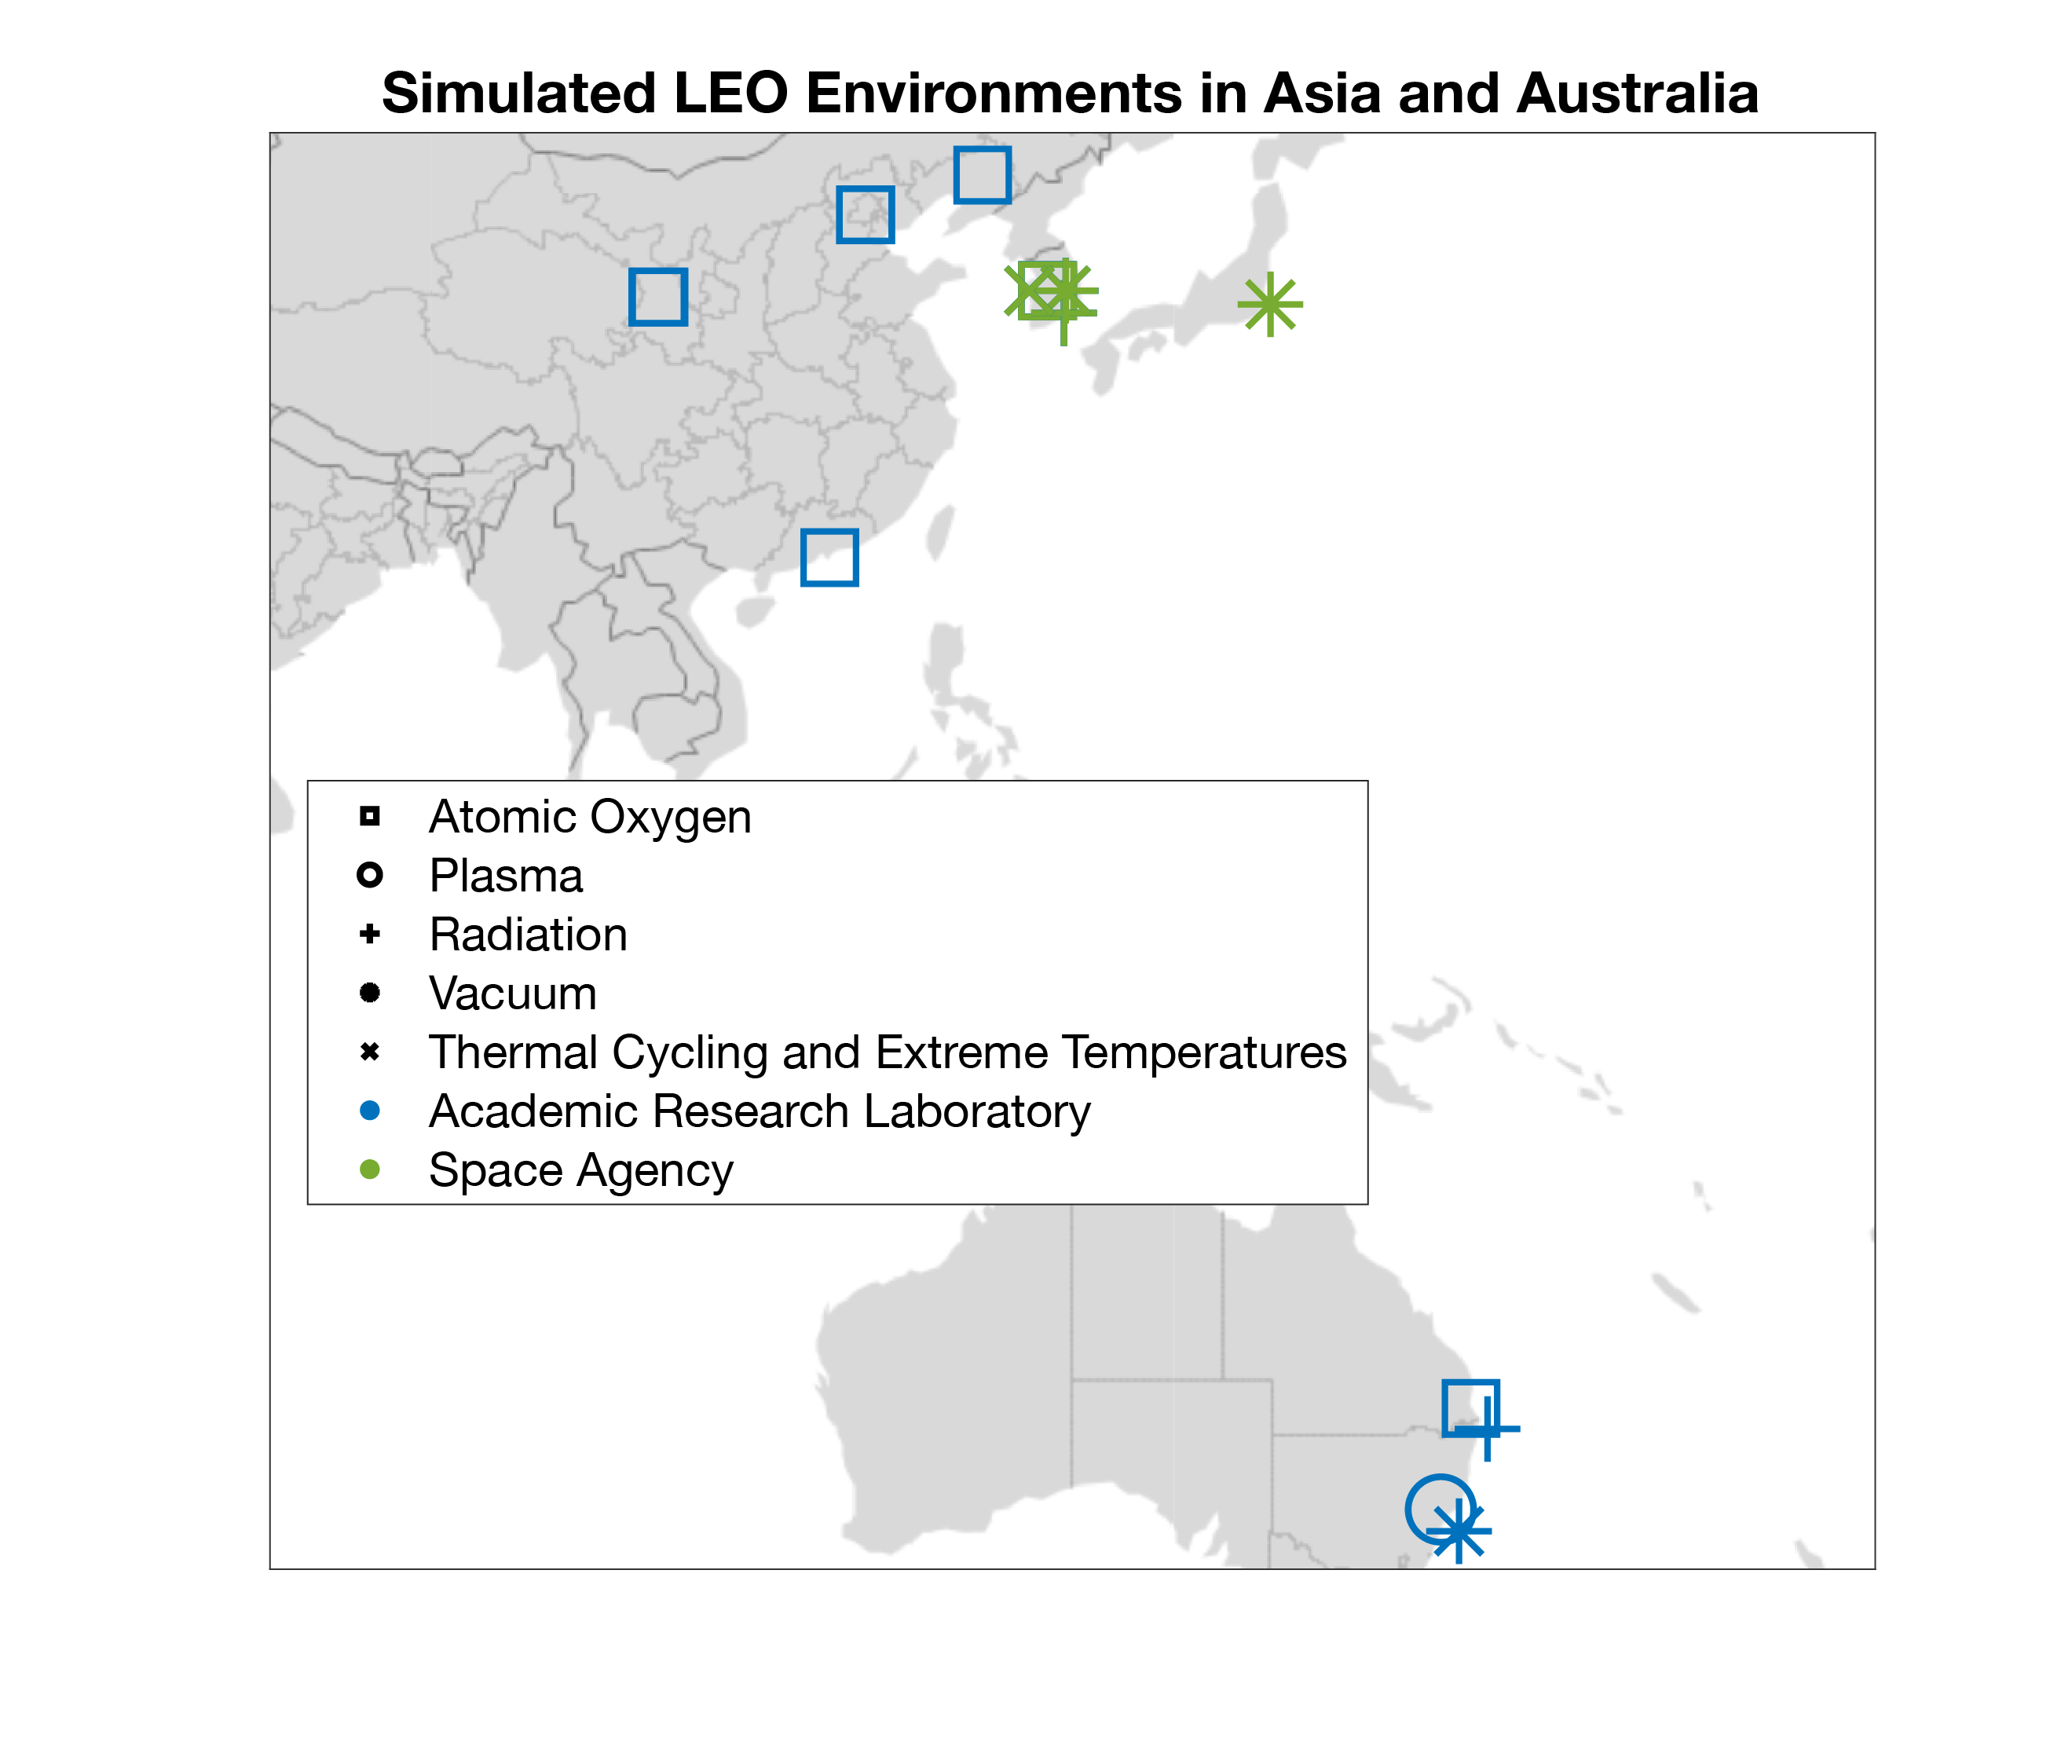 Simulated LEO Environments in Asia and Australia
Atomic Oxygen
Plasma
Radiation
Vacuum
Thermal Cycling and Extreme Temperatures
Academic Research Laboratory
Space Agency